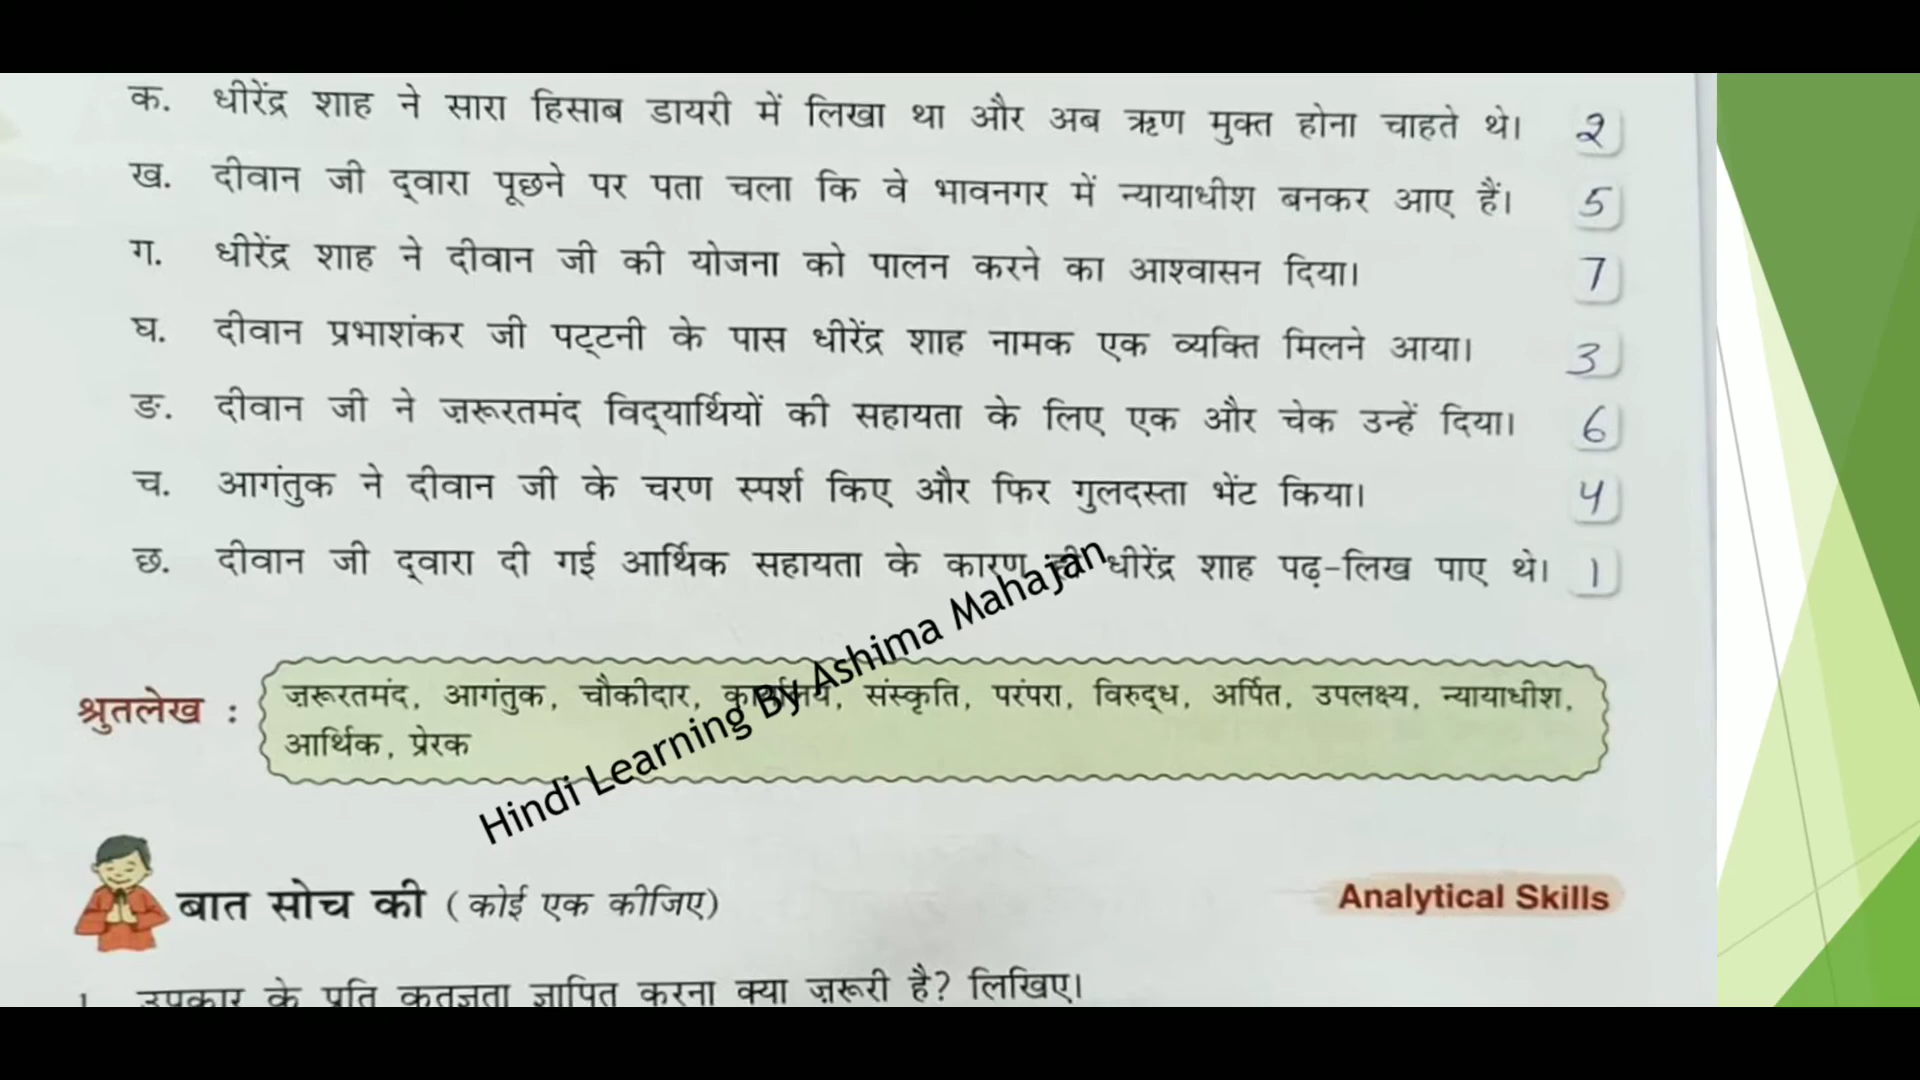 क. धीरेंद्र शाह ने सारा हिसाब डायरी में लिखा था और अब ऋण मुक्त होना चाहते थे। 2
ख. दीवान जी द्‌वारा पूछने पर पता चला कि वे भावनगर में न्यायाधीश बनकर आए हैं। 5
ग. धीरेंद्र शाह ने दीवान जी की योजना को पालन करने का आश्वासन दिया। 7
घ. दीवान प्रभाशंकर जी पट्‌टनी के पास धीरेंद्र शाह नामक एक व्यक्ति मिलने आया। 3
ङ. दीवान जी ने ज़रूरतमंद विद्‌यार्थियों की सहायता के लिए एक और चेक उन्हें दिया। 6
च. आगंतुक ने दीवान जी के चरण स्पर्श किए और फिर गुलदस्ता भेंट किया। 4
छ. दीवान जी द्‌वारा दी गई आर्थिक सहायता के कारण ही धीरेंद्र शाह पढ़-लिख पाए थे। 1
श्रुतलेख : ज़रूरतमंद, आगंतुक, चौकीदार, कार्यालय, संस्कृति, परंपरा, विरुद्‌ध, अर्पित, उपलक्ष्य, न्यायाधीश,
आर्थिक, प्रेरक
Hindi Learning By Ashima Mahajan
बात सोच की (कोई एक कीजिए) Analytical Skills
1. उपकार के प्रति कृतज्ञता ज्ञापित करना क्या ज़रूरी है? लिखिए।